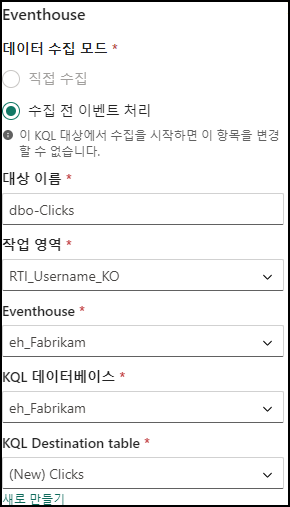 Eventhouse
데이터 수집 모드 *
직접 수집
수집 전 이벤트 처리
이 KQL 대상에서 수집을 시작하면 이 항목을 변경
할 수 없습니다.
대상 이름 *
dbo-Clicks
작업 영역 *
RTI_Username_KO
Eventhouse *
eh_Fabrikam
KQL 데이터베이스 *
eh_Fabrikam
KQL Destination table *
(New) Clicks
새로 만들기